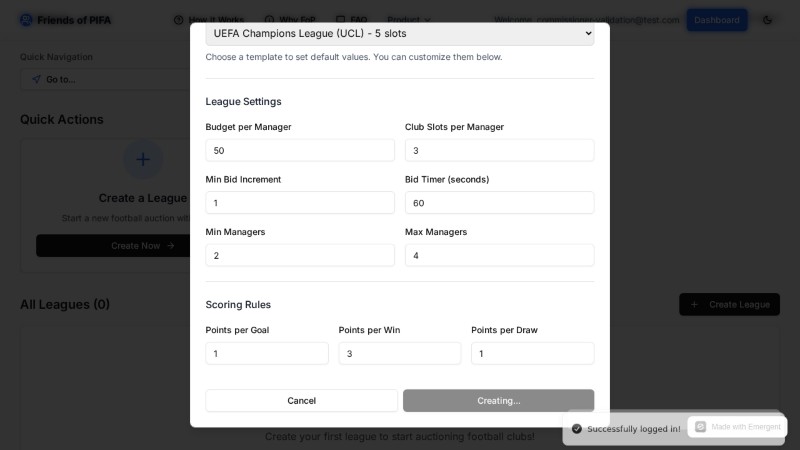 Friends of PIFA
How it Works
Why FoP
FAQ
Product
Welcome, commissioner.validation@test.com
Dashboard
Quick Navigation
Go to...
Quick Actions
Create a League
Start a new football auction with
Create Now
All Leagues (0)
Create League
Create your first league to start auctioning football clubs!
UEFA Champions League (UCL) - 5 slots
Choose a template to set default values. You can customize them below.
League Settings
Budget per Manager
Club Slots per Manager
50
3
Min Bid Increment
Bid Timer (seconds)
1
60
Min Managers
Max Managers
2
4
Scoring Rules
Points per Goal
Points per Win
Points per Draw
1
3
1
Cancel
Creating...
Successfully logged in!
Made with Emergent